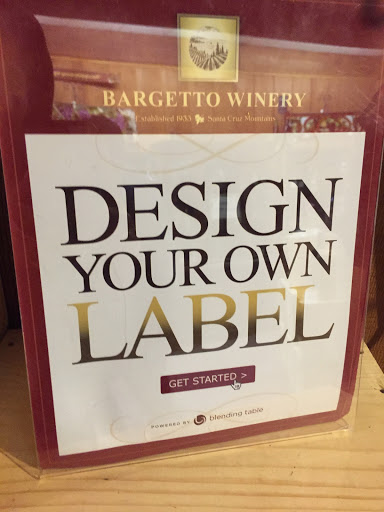 BARGETTO WINERY
Established 1933 Santa Cruz Mountains
DESIGN
YOUR OWN
LABEL
GET STARTED >
POWERED BY blending table